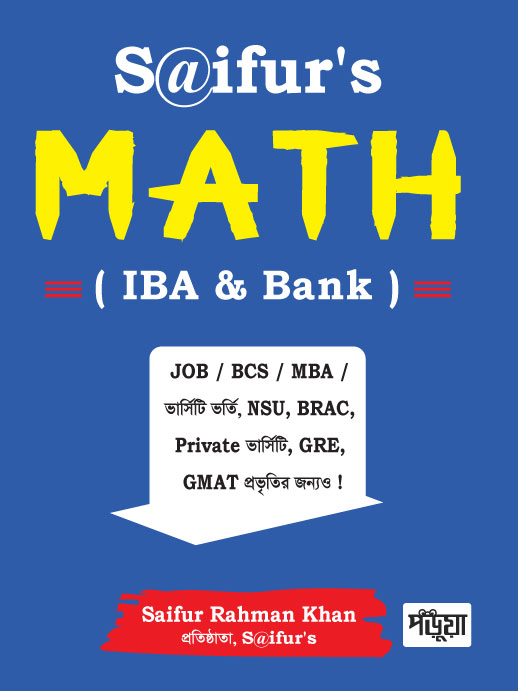 S@ifur's
MATH
( IBA & Bank )
JOB / BCS / MBA /
ভার্সিটি ভর্তি, NSU, BRAC,
Private ভার্সিটি, GRE,
GMAT প্রভৃতির জন্যও !
Saifur Rahman Khan
প্রতিষ্ঠাতা, S@ifur's
পড়ুয়া